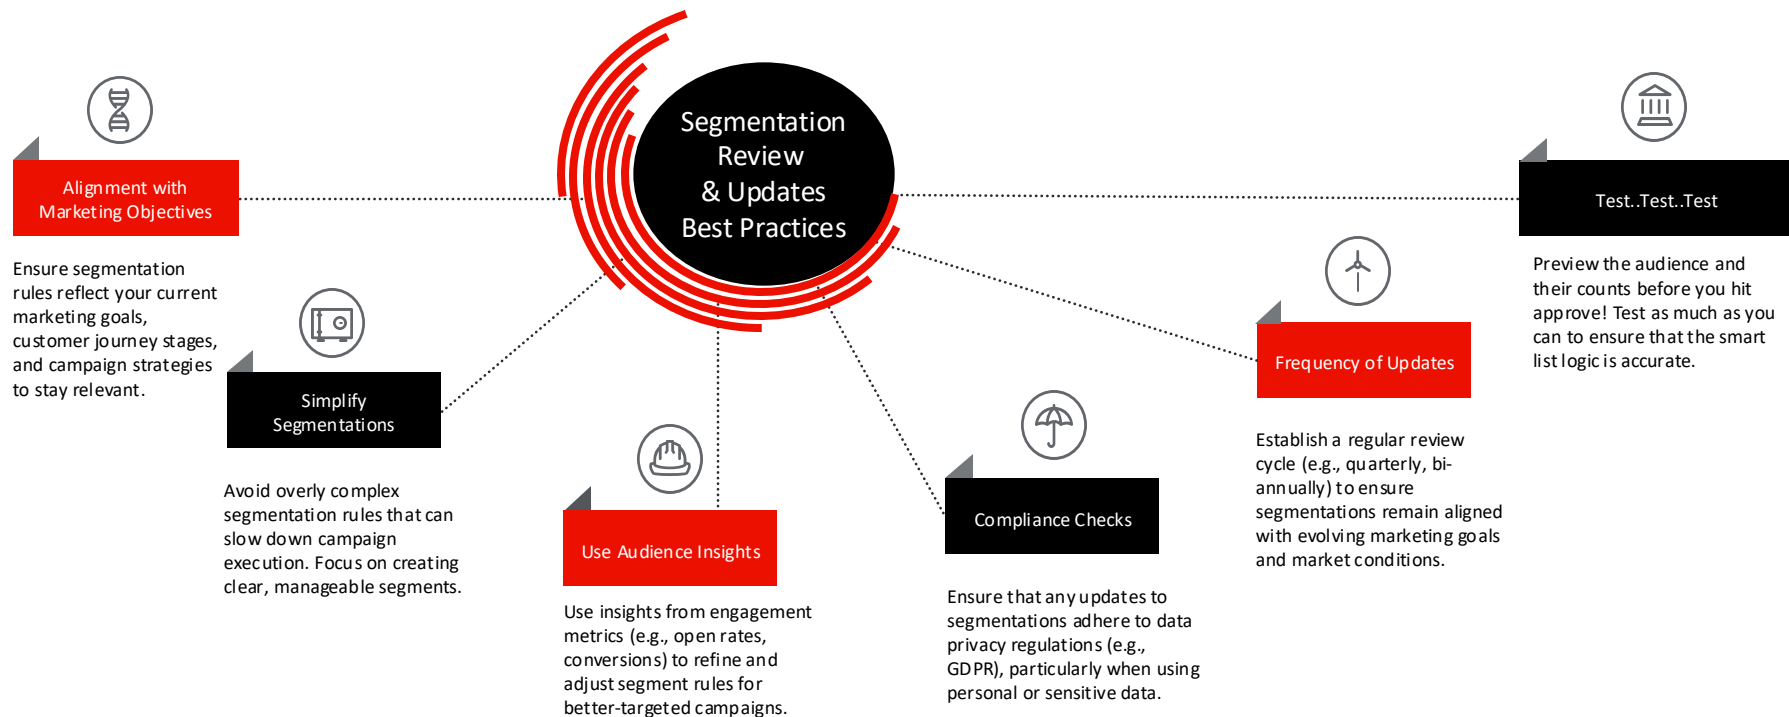 Segmentation
Review
& Updates
Best Practices
Alignment with
Marketing Objectives
Ensure segmentation
rules reflect your current
marketing goals,
customer journey stages,
and campaign strategies
to stay relevant.
Simplify
Segmentations
Avoid overly complex
segmentation rules that can
slow down campaign
execution. Focus on creating
clear, manageable segments.
Use Audience Insights
Use insights from engagement
metrics (e.g., open rates,
conversions) to refine and
adjust segment rules for
better-targeted campaigns.
Compliance Checks
Ensure that any updates to
segmentations adhere to data
privacy regulations (e.g.,
GDPR), particularly when using
personal or sensitive data.
Frequency of Updates
Establish a regular review
cycle (e.g., quarterly, bi-
annually) to ensure
segmentations remain aligned
with evolving marketing goals
and market conditions.
Test..Test..Test
Preview the audience and
their counts before you hit
approve! Test as much as you
can to ensure that the smart
list logic is accurate.